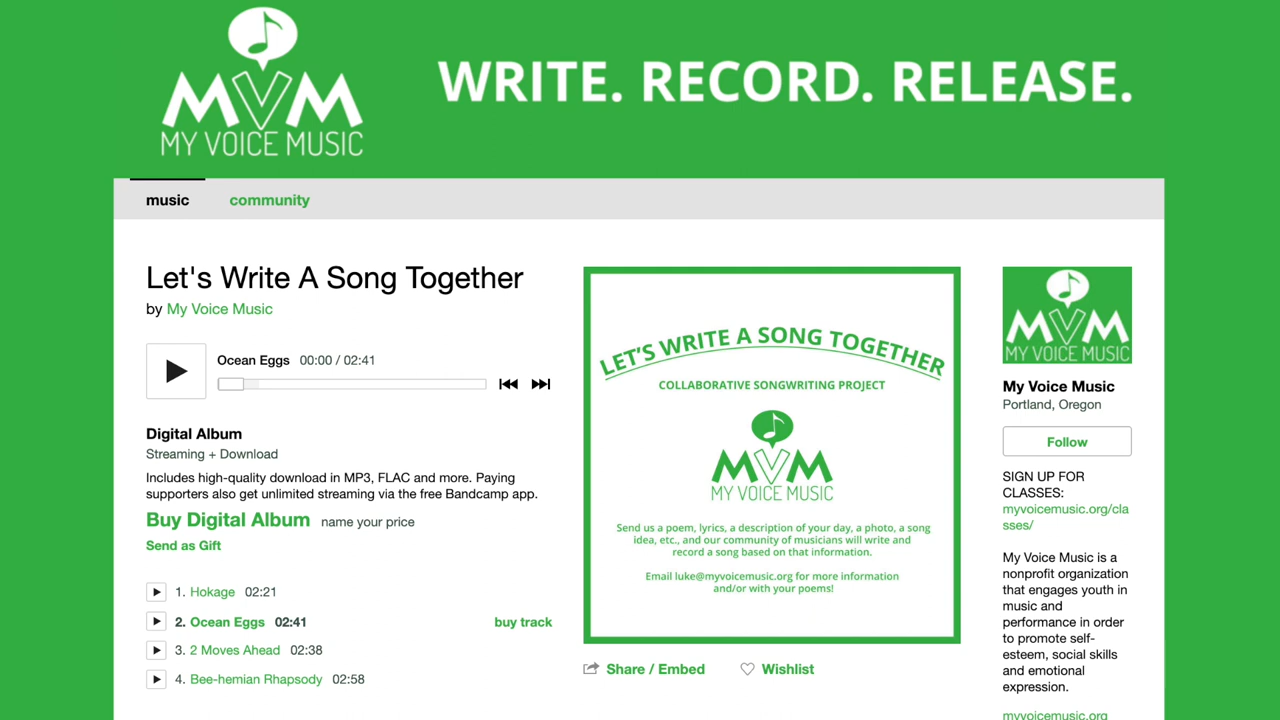 MVM
MY VOICE MUSIC
WRITE. RECORD. RELEASE.
music
community
Let's Write A Song Together
by My Voice Music
Ocean Eggs 00:00 / 02:41
Digital Album
Streaming + Download
Includes high-quality download in MP3, FLAC and more. Paying
supporters also get unlimited streaming via the free Bandcamp app.
Buy Digital Album name your price
Send as Gift
1. Hokage 02:21
2. Ocean Eggs 02:41 buy track
3. 2 Moves Ahead 02:38
4. Bee-hemian Rhapsody 02:58
LET'S WRITE A SONG TOGETHER
COLLABORATIVE SONGWRITING PROJECT
MVM
MY VOICE MUSIC
Send us a poem, lyrics, a description of your day, a photo, a song
idea, etc., and our community of musicians will write and
record a song based on that information.
Email luke@myvoicemusic.org for more information
and/or with your poems!
Share / Embed
Wishlist
MVM
MY VOICE MUSIC
My Voice Music
Portland, Oregon
Follow
SIGN UP FOR
CLASSES:
myvoicemusic.org/cla
sses/
My Voice Music is a
nonprofit organization
that engages youth in
music and
performance in order
to promote self-
esteem, social skills
and emotional
expression.
myvoicemusic.org